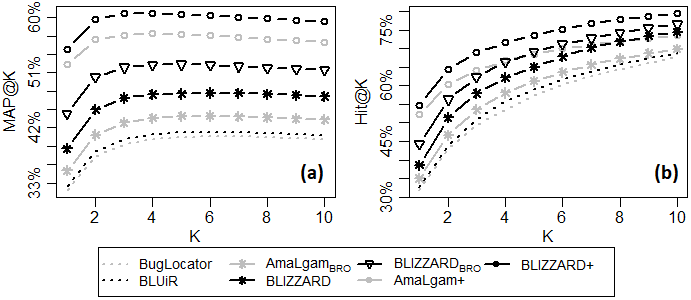 60%
51%
42%
33%
MAP@K
(a)
2 4 6 8 10
K
75%
60%
45%
30%
Hit@K
(b)
2 4 6 8 10
K
BugLocator AmaLgamBRO BLIZZARDBRO BLIZZARD+
BLUiR BLIZZARD AmaLgam+